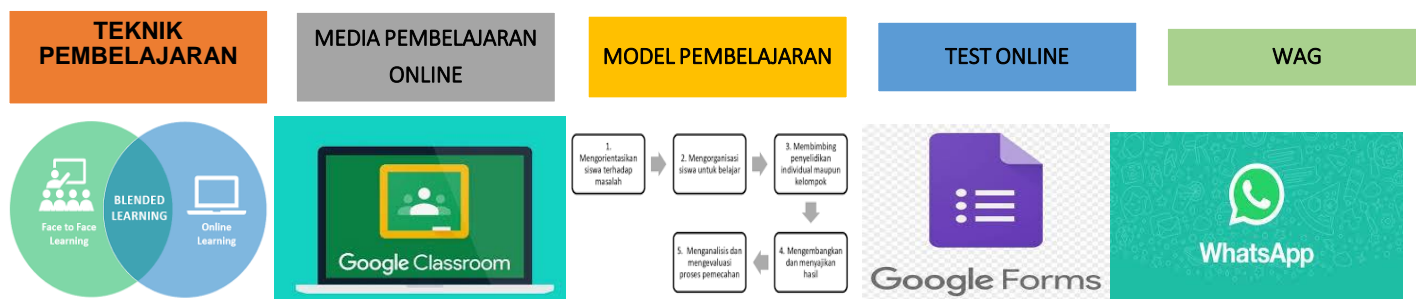 TEKNIK
PEMBELAJARAN
MEDIA PEMBELAJARAN
ONLINE
MODEL PEMBELAJARAN
TEST ONLINE
WAG
Face to Face
Learning
BLENDED
LEARNING
Online
Learning
Google Classroom
1.
Mengorientasikan
siswa terhadap
masalah
2. Mengorganisasi
siswa untuk belajar
3. Membimbing
penyelidikan
individual maupun
kelompok
5. Menganalisis dan
mengevaluasi
proses pemecahan
4. Mengembangkan
dan menyajikan
hasil
Google Forms
WhatsApp